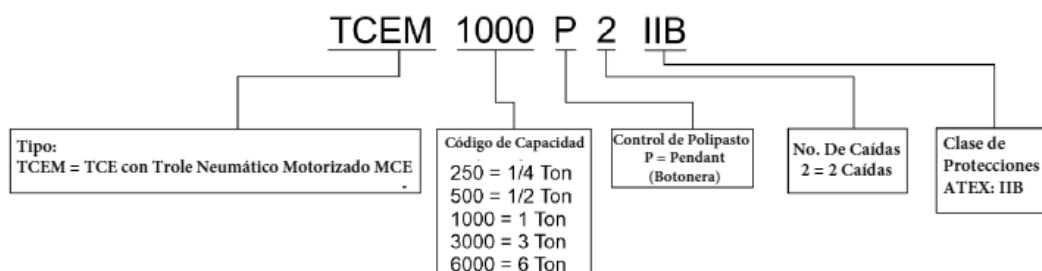 TCEM 1000 P 2 IIB
Tipo:
TCEM = TCE con Trole Neumático Motorizado MCE
Código de Capacidad
250 = 1/4 Ton
500 = 1/2 Ton
1000 = 1 Ton
3000 = 3 Ton
6000 = 6 Ton
Control de Polipasto
P = Pendant
(Botonera)
No. De Caídas
2 = 2 Caídas
Clase de
Protecciones
ATEX: IIB